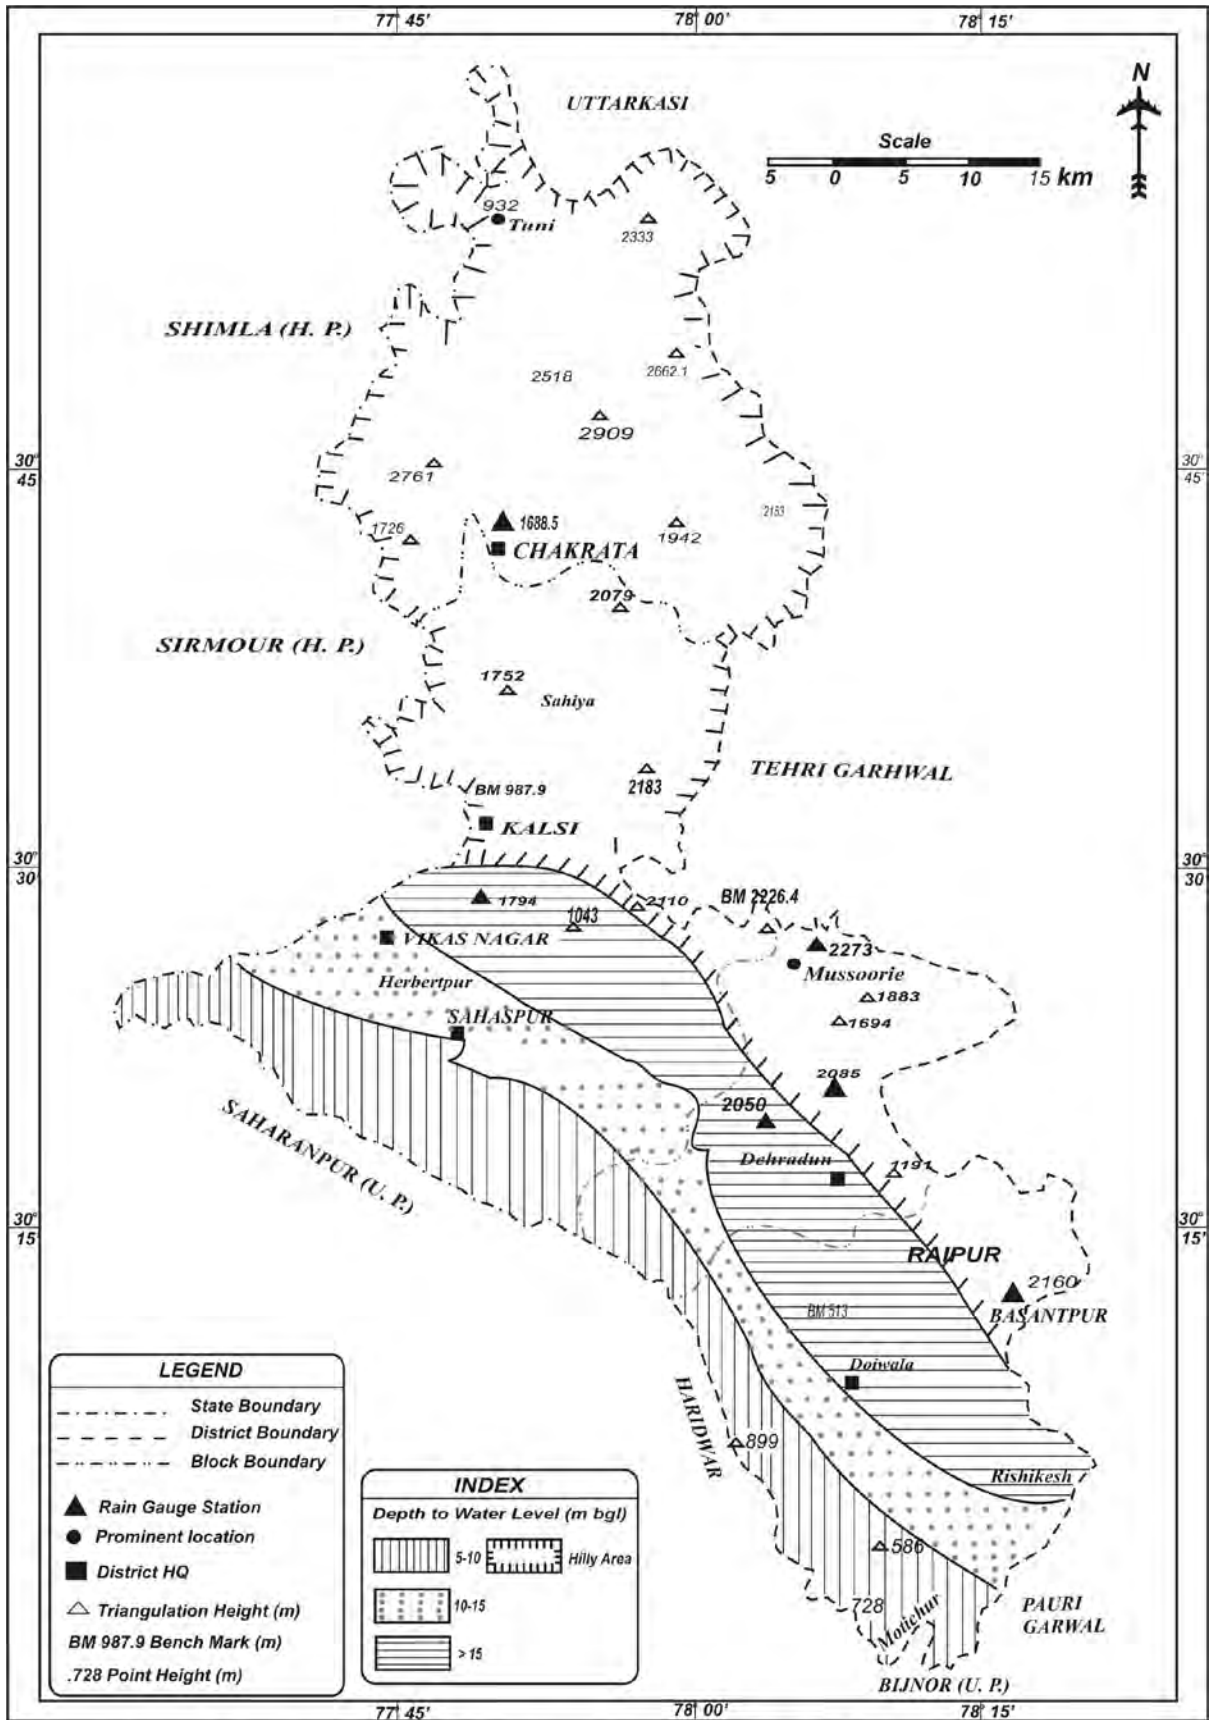 77° 45'
78° 00'
78° 15'
UTTARKASI
N
Scale
5 0 5 10 15 km
932
Tuni
2333
SHIMLA (H. P.)
2518
2662.1
2909
30°
45'
30°
45'
2761
2183
1726
1688.5
1942
CHAKRATA
2079
SIRMOUR (H. P.)
1752
Sahiya
TEHRI GARHWAL
BM 987.9
2183
KALSI
30°
30'
30°
30'
1794
1043
2110
BM 2226.4
VIKAS NAGAR
2273
Mussoorie
Herbertpur
1883
SAHASPUR
1694
2085
2050
SAHARANPUR (U. P.)
Dehradun
1191
30°
15'
30°
15'
RAIPUR
2160
BASANTPUR
BM 513
Doiwala
HARIDWAR
899
Rishikesh
586
728
Motichur
PAURI
GARWAL
BIJNOR (U. P.)
LEGEND
State Boundary
District Boundary
Block Boundary
Rain Gauge Station
Prominent location
District HQ
Triangulation Height (m)
BM 987.9 Bench Mark (m)
.728 Point Height (m)
INDEX
Depth to Water Level (m bgl)
5-10
Hilly Area
10-15
> 15
77° 45'
78° 00'
78° 15'